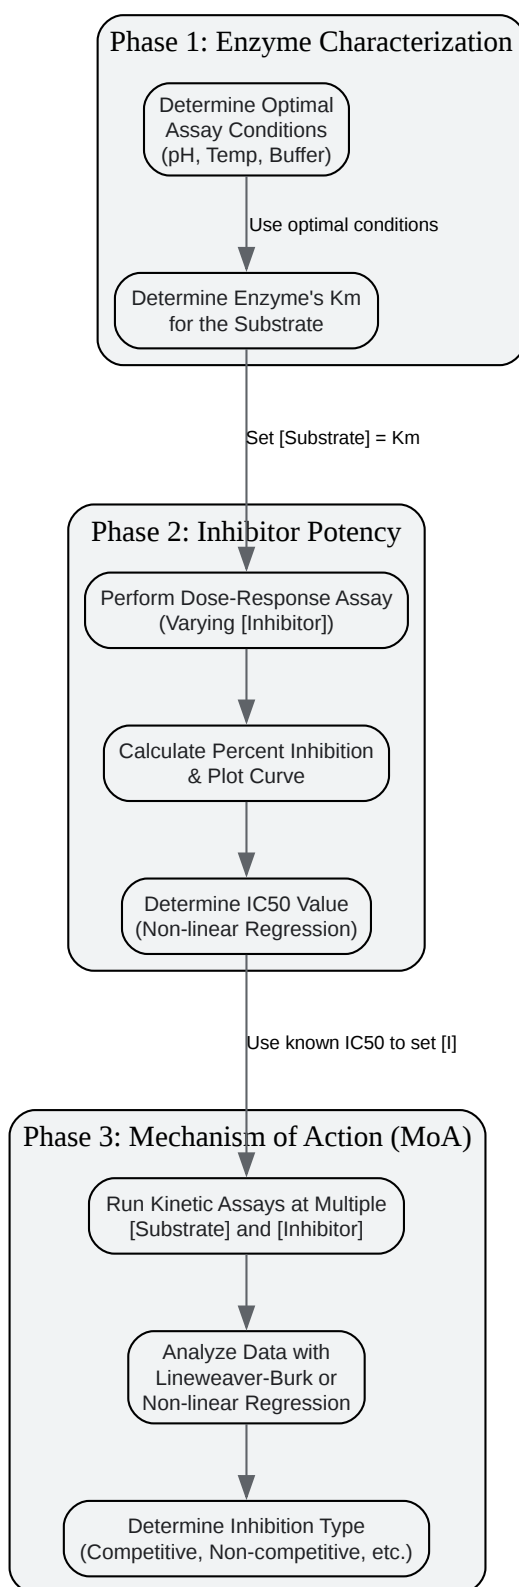 Phase 1: Enzyme Characterization
Determine Optimal
Assay Conditions
(pH, Temp, Buffer)
Use optimal conditions
Determine Enzyme's Km
for the Substrate
Set [Substrate] = Km
Phase 2: Inhibitor Potency
Perform Dose-Response Assay
(Varying [Inhibitor])
Calculate Percent Inhibition
& Plot Curve
Determine IC50 Value
(Non-linear Regression)
Use known IC50 to set [I]
Phase 3: Mechanism of Action (MoA)
Run Kinetic Assays at Multiple
[Substrate] and [Inhibitor]
Analyze Data with
Lineweaver-Burk or
Non-linear Regression
Determine Inhibition Type
(Competitive, Non-competitive, etc.)